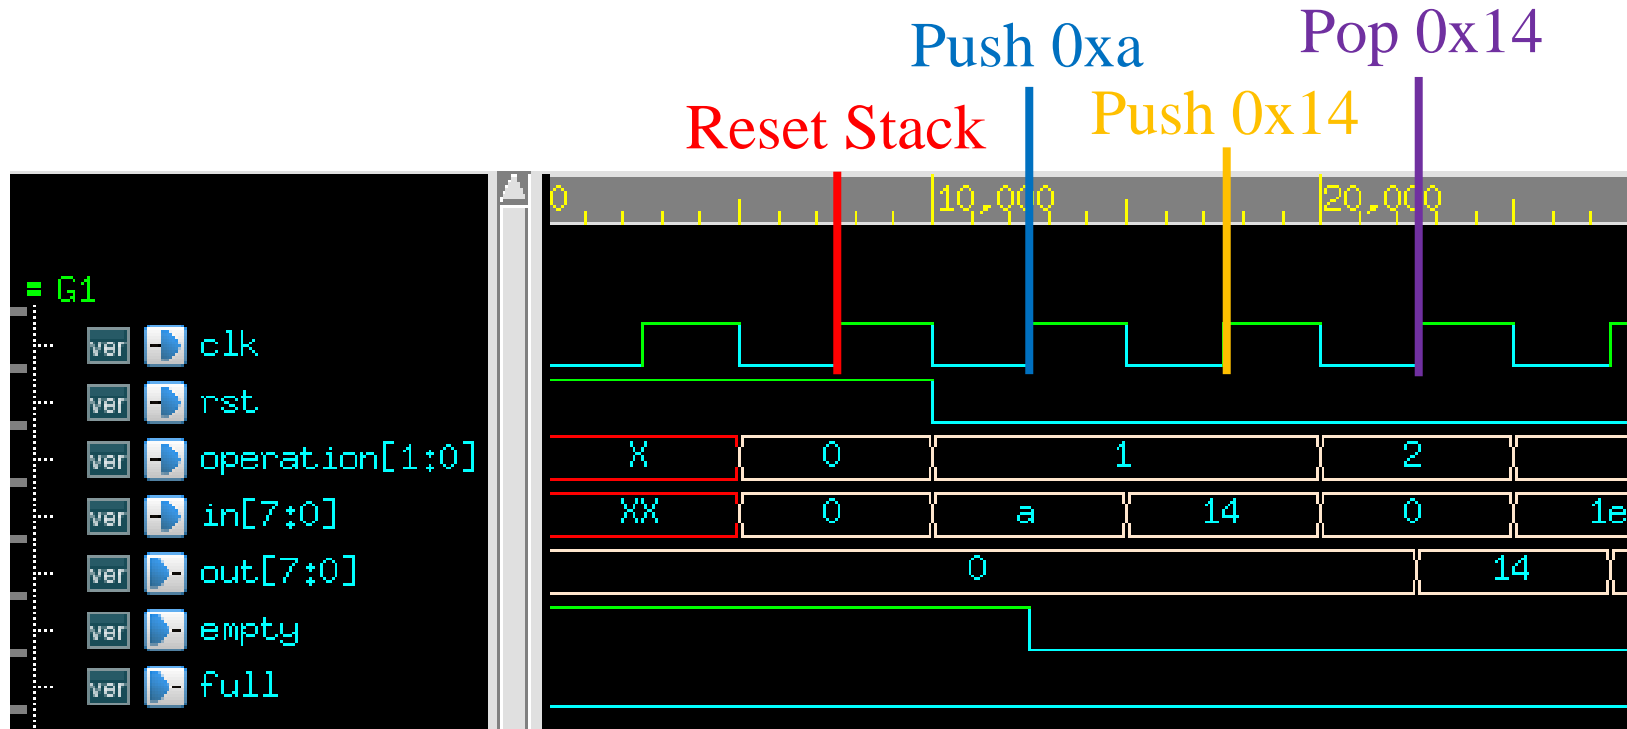 Push 0xa
Pop 0x14
Reset Stack
Push 0x14
0
10,000
20,000
= G1
ver clk
ver rst
ver operation[1:0] X 0 1 2
ver in[7:0] XX 0 a 14 0 1e
ver out[7:0] 0 14
ver empty
ver full